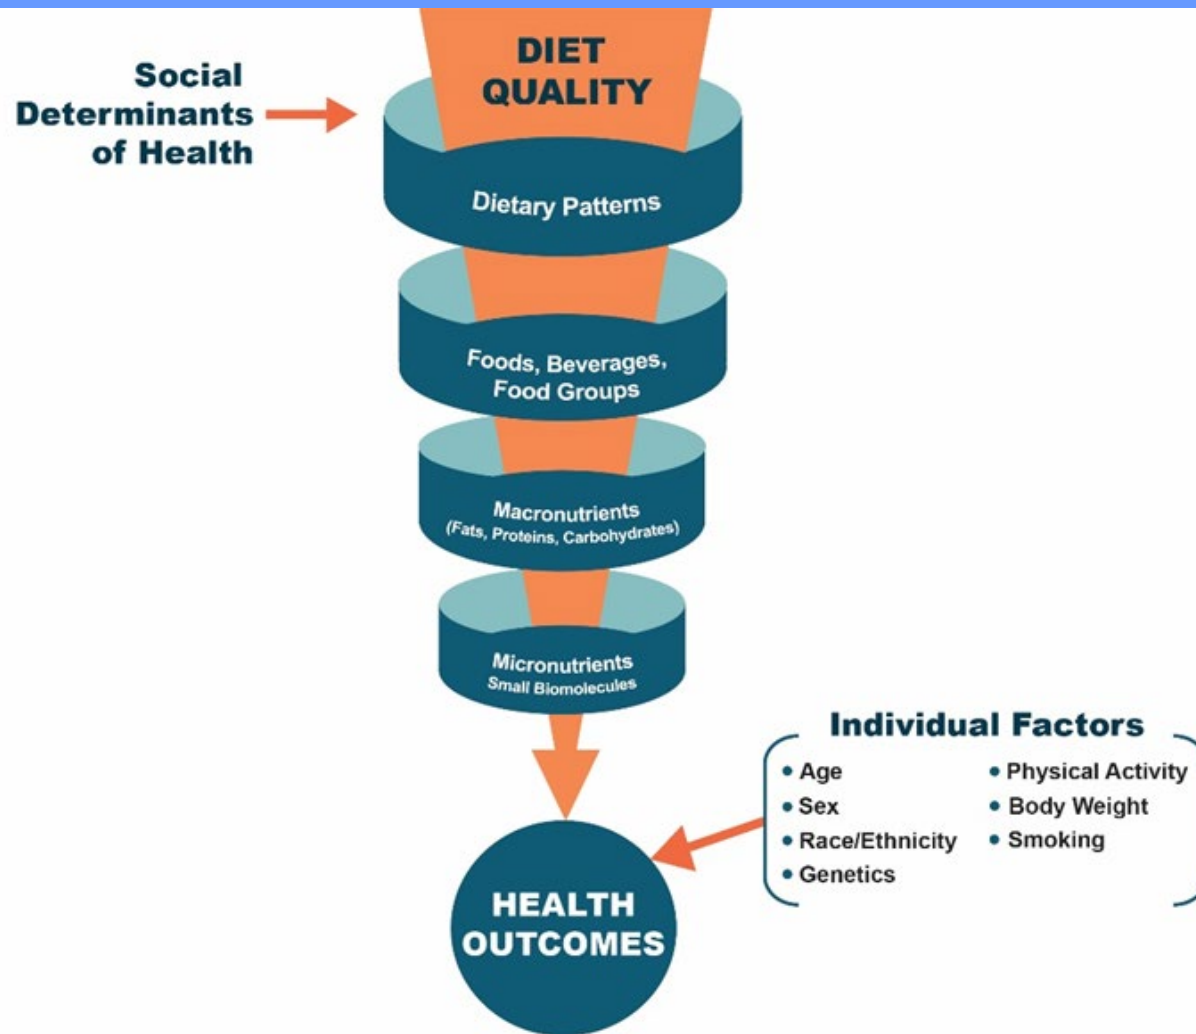 DIET
QUALITY
Social
Determinants
of Health
Dietary Patterns
Foods, Beverages,
Food Groups
Macronutrients
(Fats, Proteins, Carbohydrates)
Micronutrients
Small Biomolecules
Individual Factors
• Age
• Sex
• Race/Ethnicity
• Genetics
• Physical Activity
• Body Weight
• Smoking
HEALTH
OUTCOMES